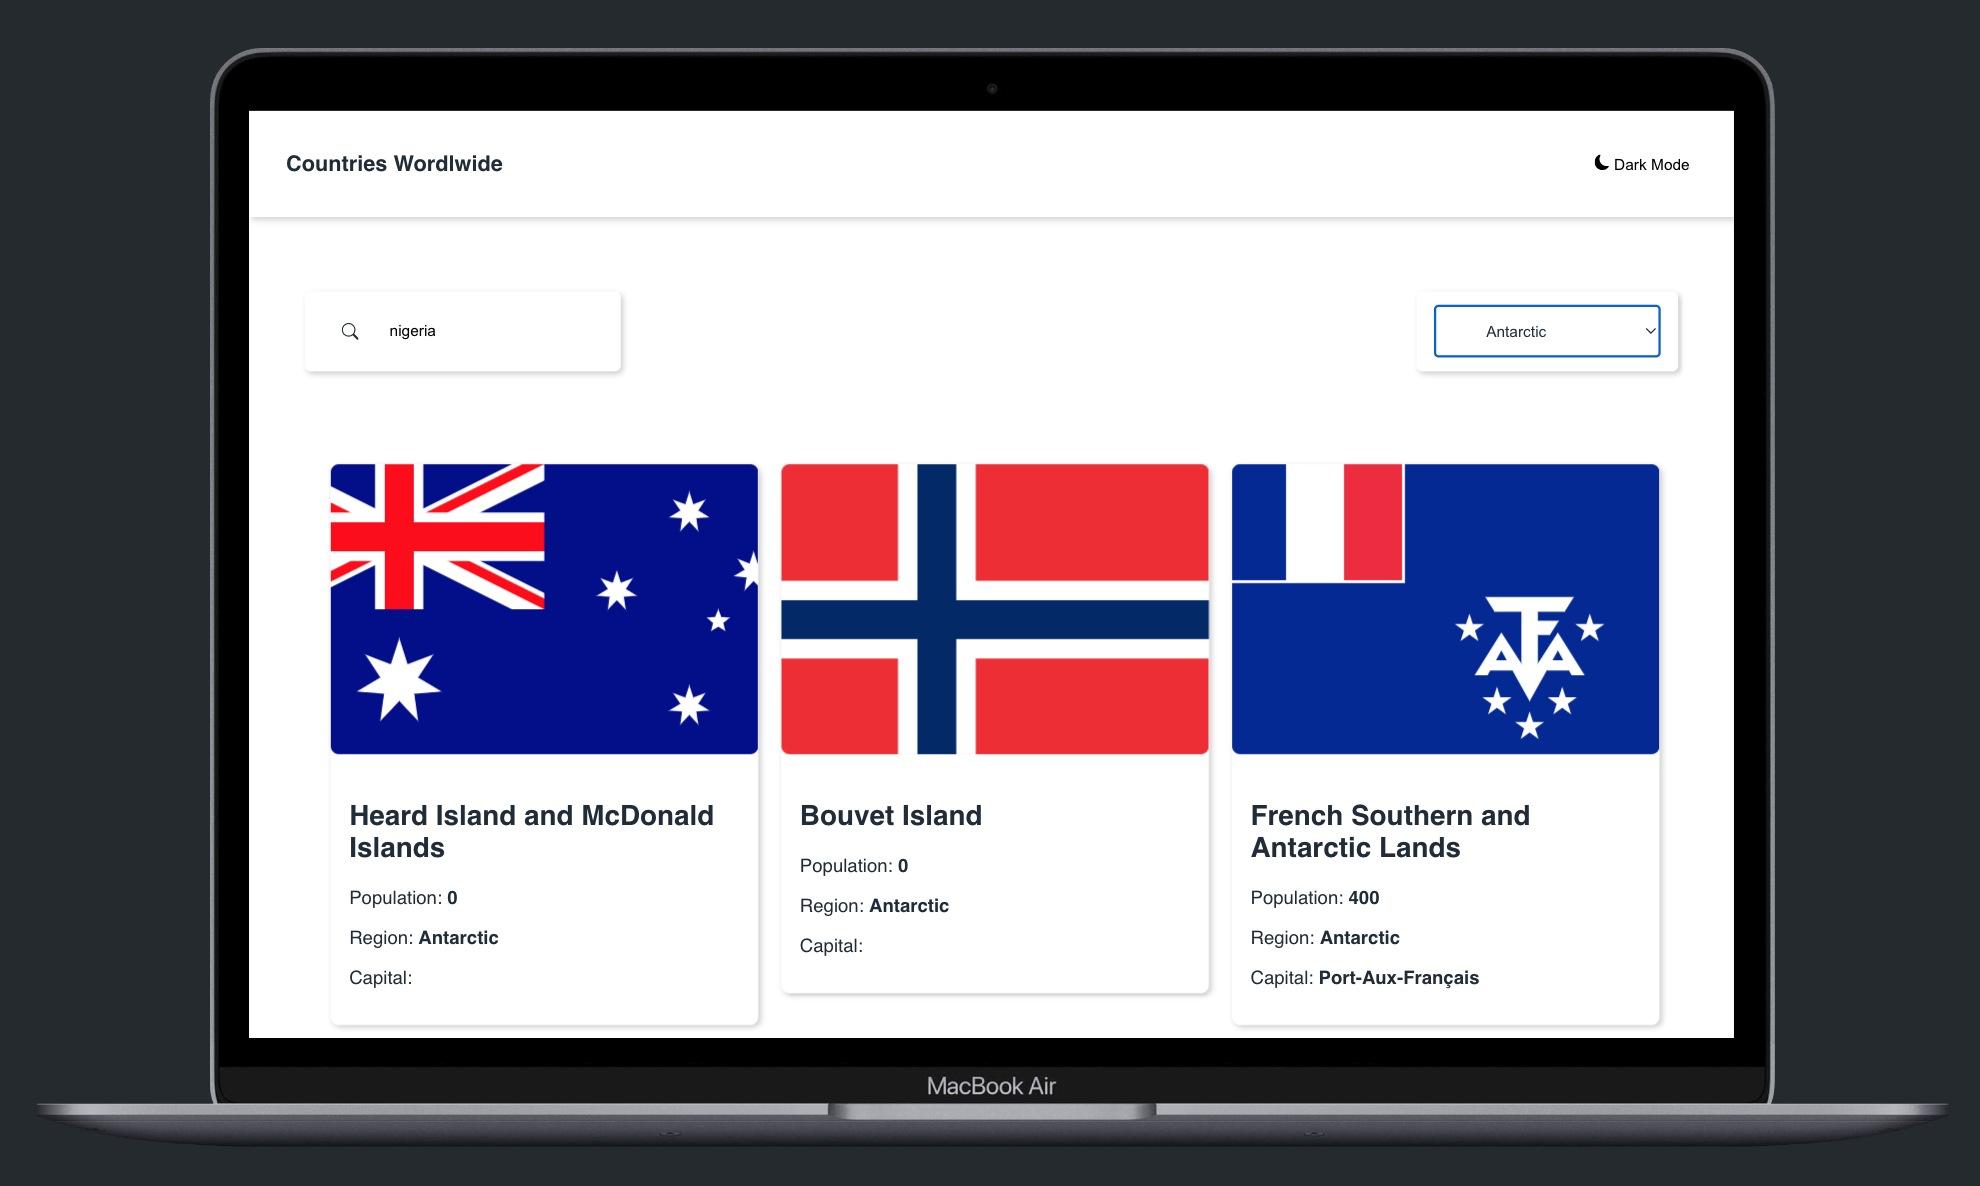 Countries Wordlwide
Dark Mode
nigeria
Antarctic
Heard Island and McDonald
Islands
Population: 0
Region: Antarctic
Capital:
Bouvet Island
Population: 0
Region: Antarctic
Capital:
TAAF
French Southern and
Antarctic Lands
Population: 400
Region: Antarctic
Capital: Port-Aux-Français
MacBook Air